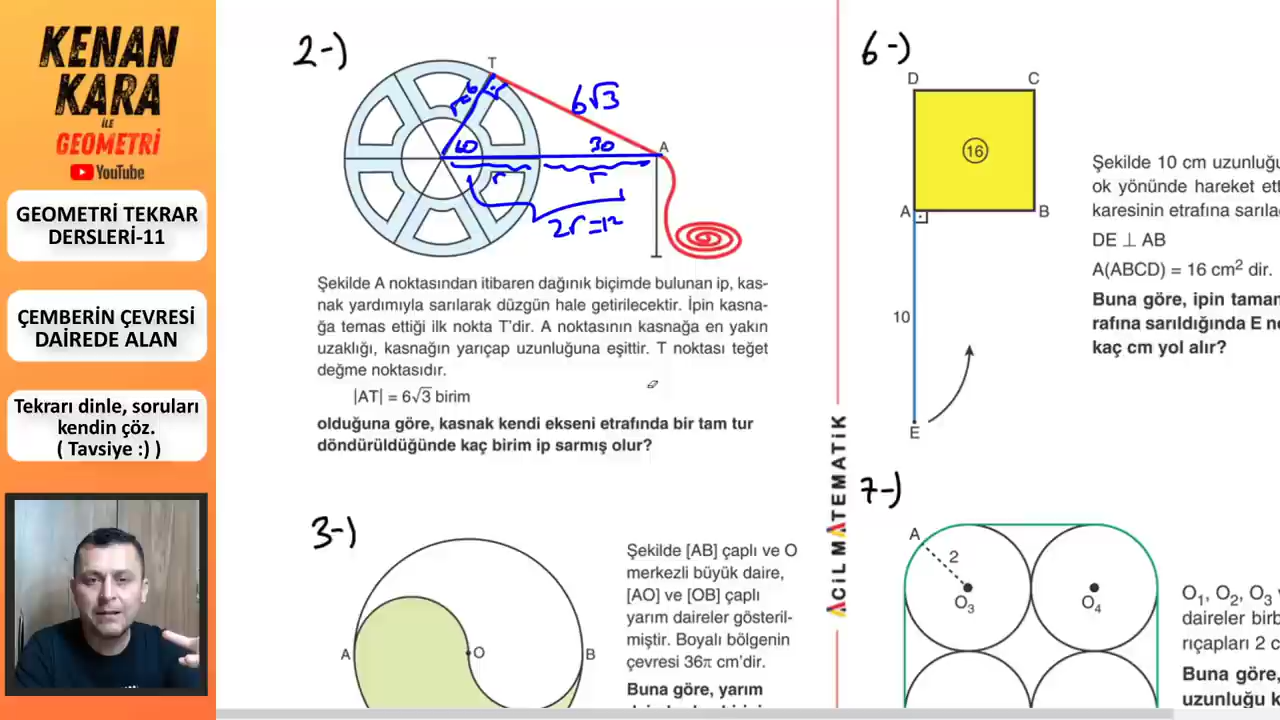 KENAN
KARA
İLE
GEOMETRİ
YouTube
GEOMETRİ TEKRAR
DERSLERİ-11
ÇEMBERİN ÇEVRESİ
DAİREDE ALAN
Tekrarı dinle, soruları
kendin çöz.
( Tavsiye :) )
2-)
T
r=6
6√3
60
30
A
r
r
2r=12
Şekilde A noktasından itibaren dağınık biçimde bulunan ip, kas-
nak yardımıyla sarılarak düzgün hale getirilecektir. İpin kasna-
ğa temas ettiği ilk nokta T'dir. A noktasının kasnağa en yakın
uzaklığı, kasnağın yarıçap uzunluğuna eşittir. T noktası teğet
değme noktasıdır.
|AT| = 6√3 birim
olduğuna göre, kasnak kendi ekseni etrafında bir tam tur
döndürüldüğünde kaç birim ip sarmış olur?
3-)
A
O
B
Şekilde [AB] çaplı ve O
merkezli büyük daire,
[AO] ve [OB] çaplı
yarım daireler gösteril-
miştir. Boyalı bölgenin
çevresi 36π cm'dir.
Buna göre, yarım
ACİL MATEMATİK
6-)
D
C
16
A
B
10
E
Şekilde 10 cm uzunluğu
ok yönünde hareket ett
karesinin etrafına sarıla
DE ⊥ AB
A(ABCD) = 16 cm² dir.
Buna göre, ipin tamam
rafına sarıldığında E no
kaç cm yol alır?
7-)
A
2
O₃
O₄
O₁, O₂, O₃
daireler birb
rıçapları 2 c
Buna göre,
uzunluğu k